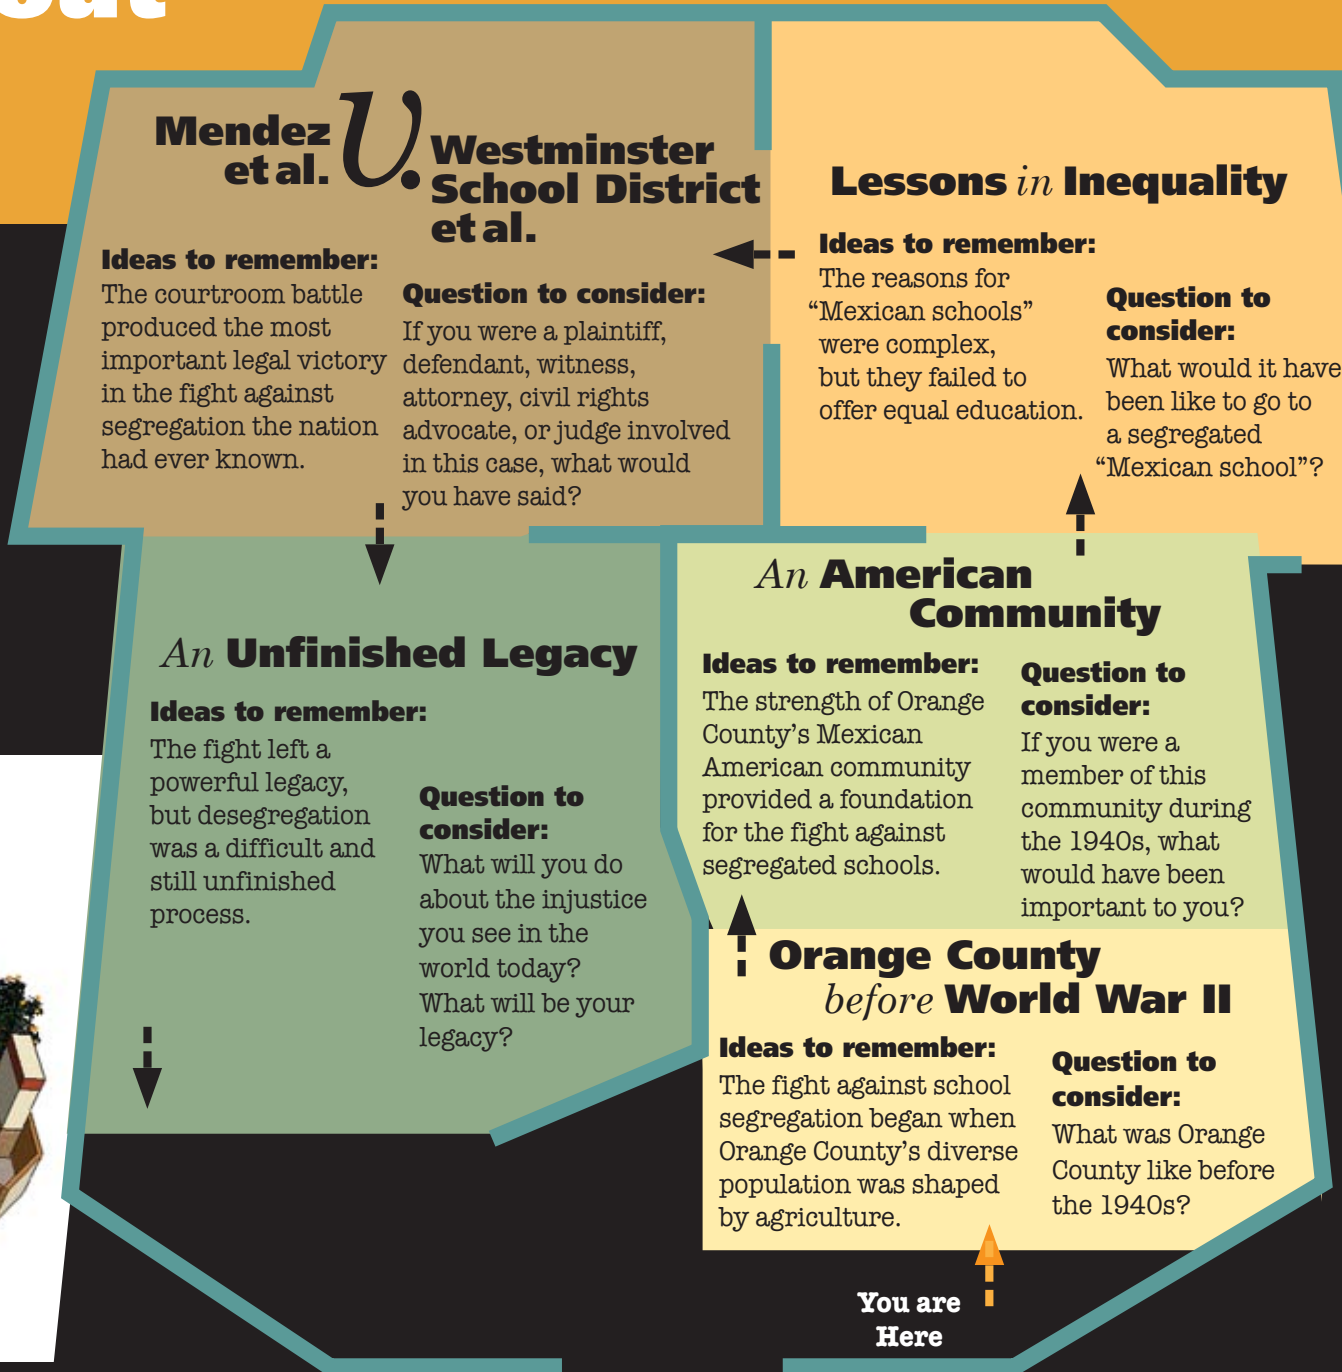 Mendez
et al.
v.
Westminster
School District
et al.
Ideas to remember:
The courtroom battle
produced the most
important legal victory
in the fight against
segregation the nation
had ever known.
Question to consider:
If you were a plaintiff,
defendant, witness,
attorney, civil rights
advocate, or judge involved
in this case, what would
you have said?
Lessons in Inequality
Ideas to remember:
The reasons for
“Mexican schools”
were complex,
but they failed to
offer equal education.
Question to
consider:
What would it have
been like to go to
a segregated
“Mexican school”?
An Unfinished Legacy
Ideas to remember:
The fight left a
powerful legacy,
but desegregation
was a difficult and
still unfinished
process.
Question to
consider:
What will you do
about the injustice
you see in the
world today?
What will be your
legacy?
An American
Community
Ideas to remember:
The strength of Orange
County’s Mexican
American community
provided a foundation
for the fight against
segregated schools.
Question to
consider:
If you were a
member of this
community during
the 1940s, what
would have been
important to you?
Orange County
before World War II
Ideas to remember:
The fight against school
segregation began when
Orange County’s diverse
population was shaped
by agriculture.
Question to
consider:
What was Orange
County like before
the 1940s?
You are
Here